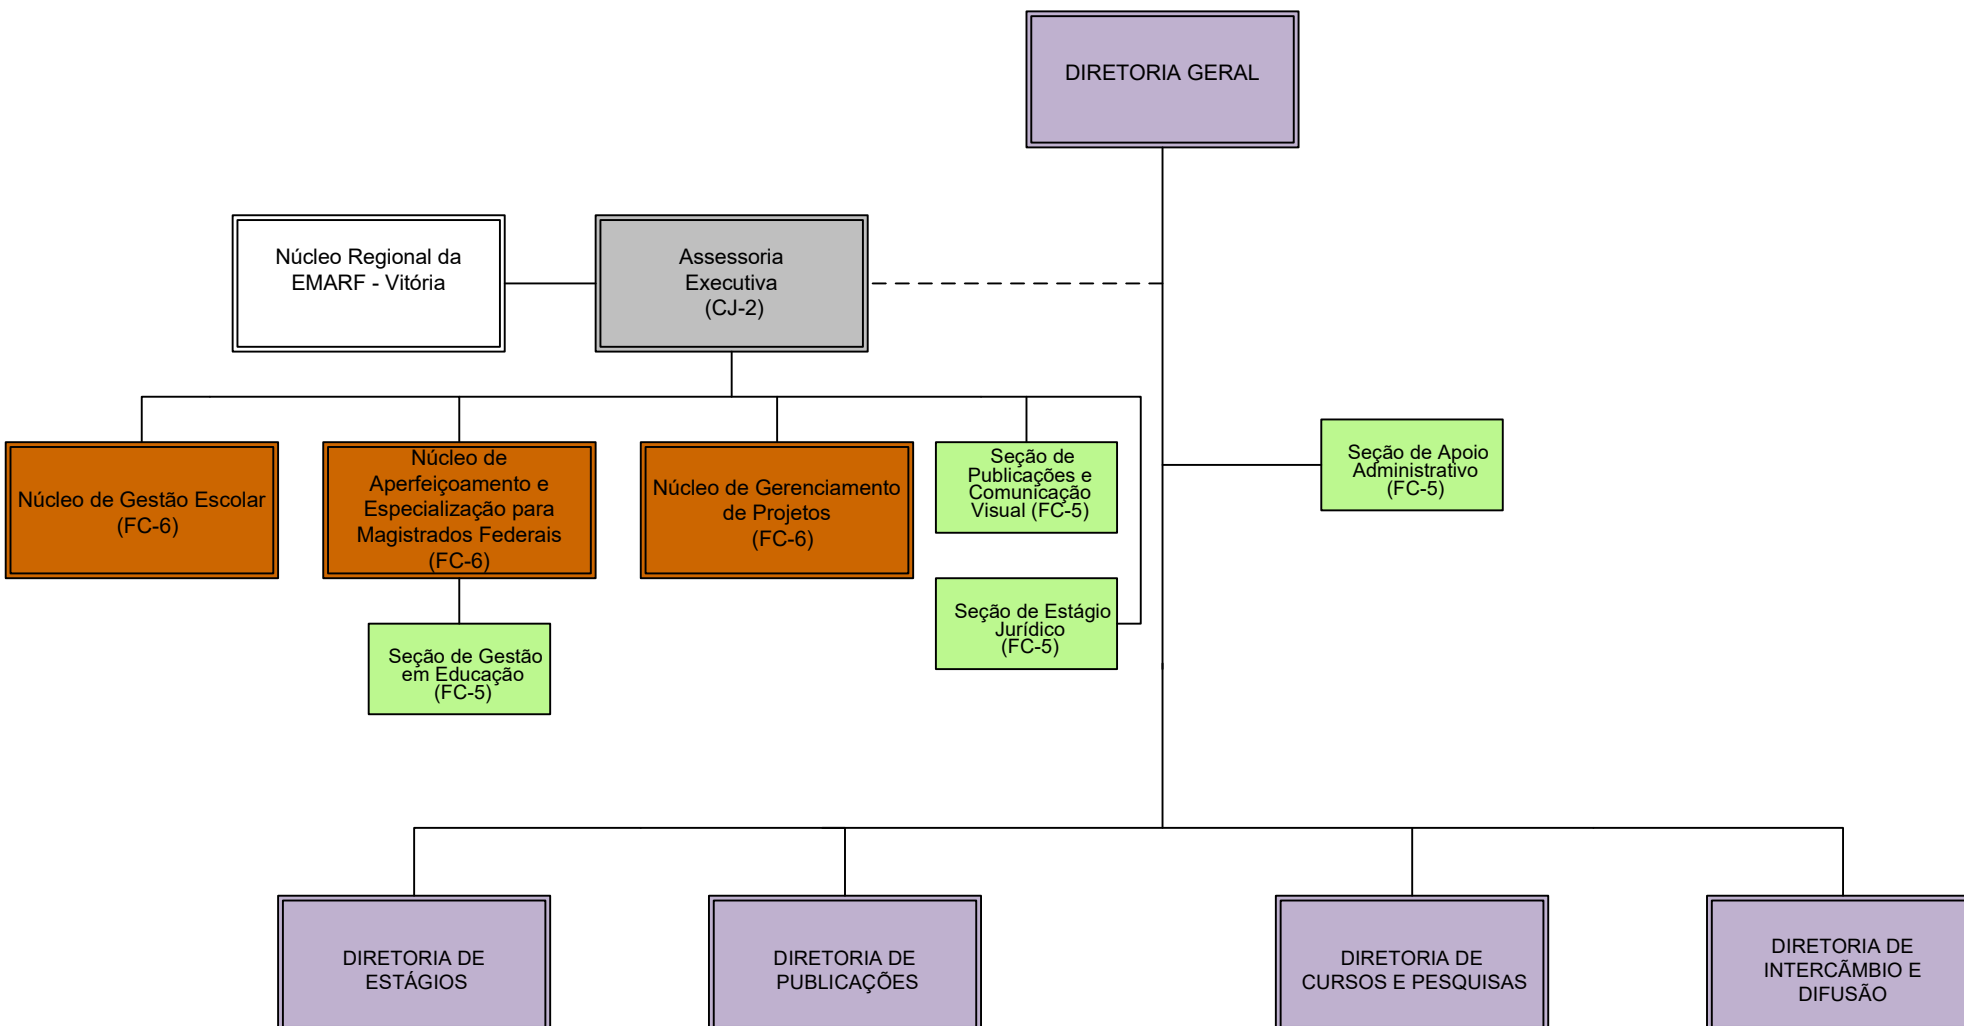 DIRETORIA GERAL
Núcleo Regional da
EMARF - Vitória
Assessoria
Executiva
(CJ-2)
Núcleo de Gestão Escolar
(FC-6)
Núcleo de
Aperfeiçoamento e
Especialização para
Magistrados Federais
(FC-6)
Núcleo de Gerenciamento
de Projetos
(FC-6)
Seção de
Publicações e
Comunicação
Visual (FC-5)
Seção de Apoio
Administrativo
(FC-5)
Seção de Estágio
Jurídico
(FC-5)
Seção de Gestão
em Educação
(FC-5)
DIRETORIA DE
ESTÁGIOS
DIRETORIA DE
PUBLICAÇÕES
DIRETORIA DE
CURSOS E PESQUISAS
DIRETORIA DE
INTERCÃMBIO E
DIFUSÃO